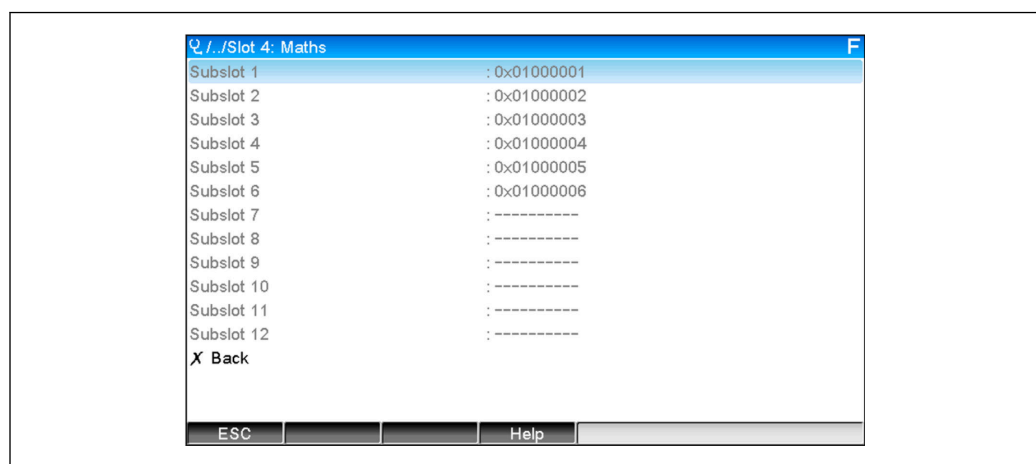 /../Slot 4: Maths F
Subslot 1 : 0x01000001
Subslot 2 : 0x01000002
Subslot 3 : 0x01000003
Subslot 4 : 0x01000004
Subslot 5 : 0x01000005
Subslot 6 : 0x01000006
Subslot 7 : ----------
Subslot 8 : ----------
Subslot 9 : ----------
Subslot 10 : ----------
Subslot 11 : ----------
Subslot 12 : ----------
X Back
ESC Help